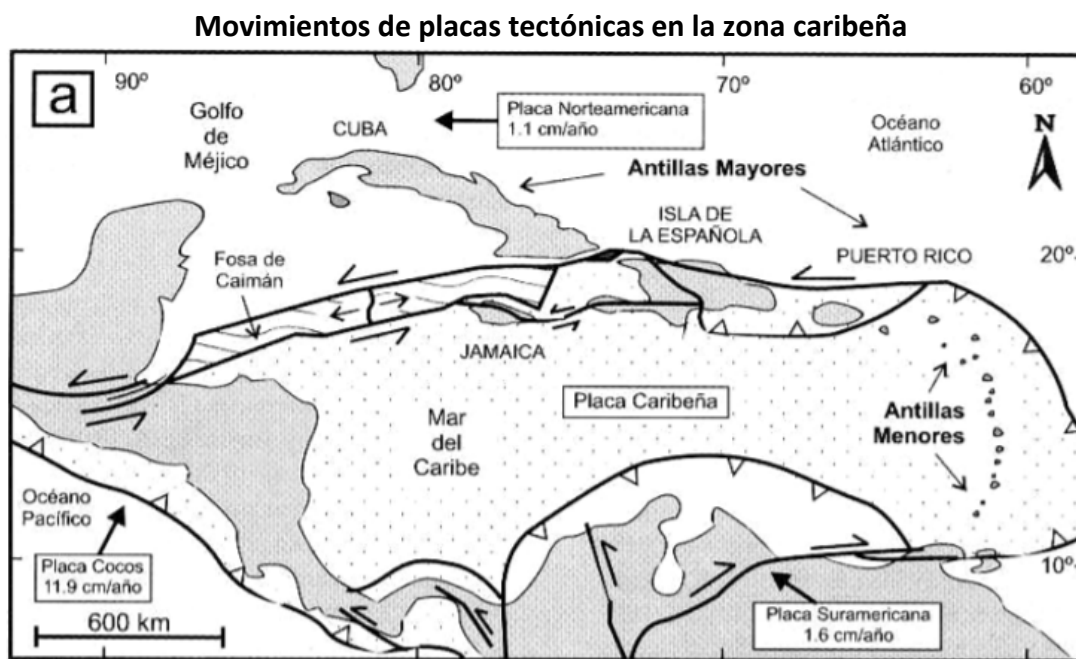 Movimientos de placas tectónicas en la zona caribeña
a
90º
80º
70º
60º
Golfo
de
Méjico
CUBA
Placa Norteamericana
1.1 cm/año
Océano
Atlántico
N
Antillas Mayores
ISLA DE
LA ESPAÑOLA
PUERTO RICO
20º
Fosa de
Caimán
JAMAICA
Placa Caribeña
Mar
del
Caribe
Antillas
Menores
Océano
Pacífico
Placa Cocos
11.9 cm/año
10º
600 km
Placa Suramericana
1.6 cm/año